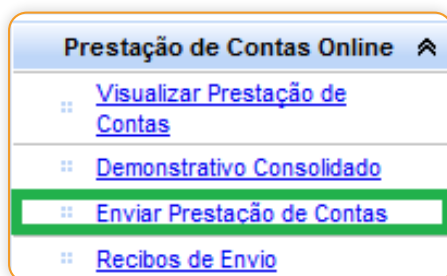 Prestação de Contas Online
Visualizar Prestação de
Contas
Demonstrativo Consolidado
Enviar Prestação de Contas
Recibos de Envio